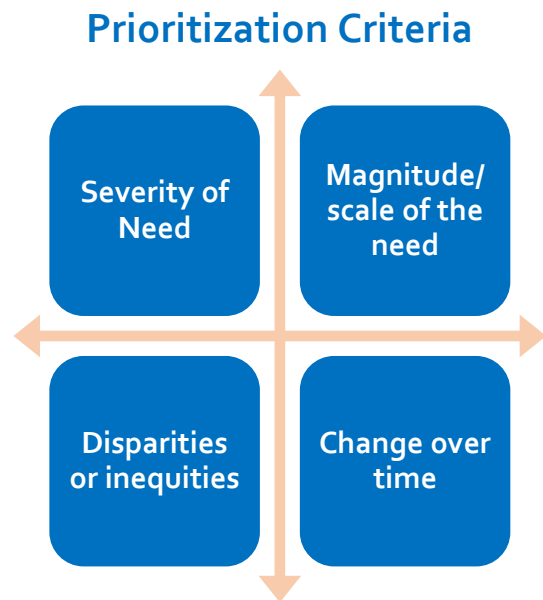 Prioritization Criteria
Severity of
Need
Magnitude/
scale of the
need
Disparities
or inequities
Change over
time